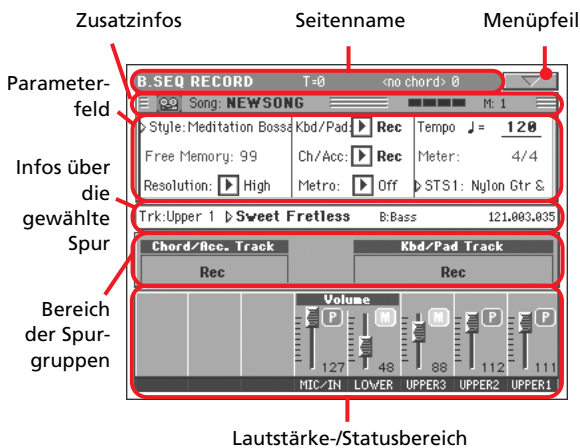 Zusatzinfos Seitenname Menüpfeil
B.SEQ RECORD T=0 <no chord> 0
Parameter-
feld
Song: NEWSONG M: 1
Style:Meditation Bossa Kbd/Pad: Rec Tempo ♩= 120
Free Memory: 99 Ch/Acc: Rec Meter: 4/4
Resolution: High Metro: Off STS1: Nylon Gtr &
Infos über
die
gewählte
Spur
Trk:Upper 1 Sweet Fretless B:Bass 121.003.035
Chord/Acc. Track Kbd/Pad Track
Rec Rec
Bereich
der Spur-
gruppen
Volume
P M M P P
127 48 88 112 111
MIC/IN LOWER UPPER3 UPPER2 UPPER1
Lautstärke-/Statusbereich